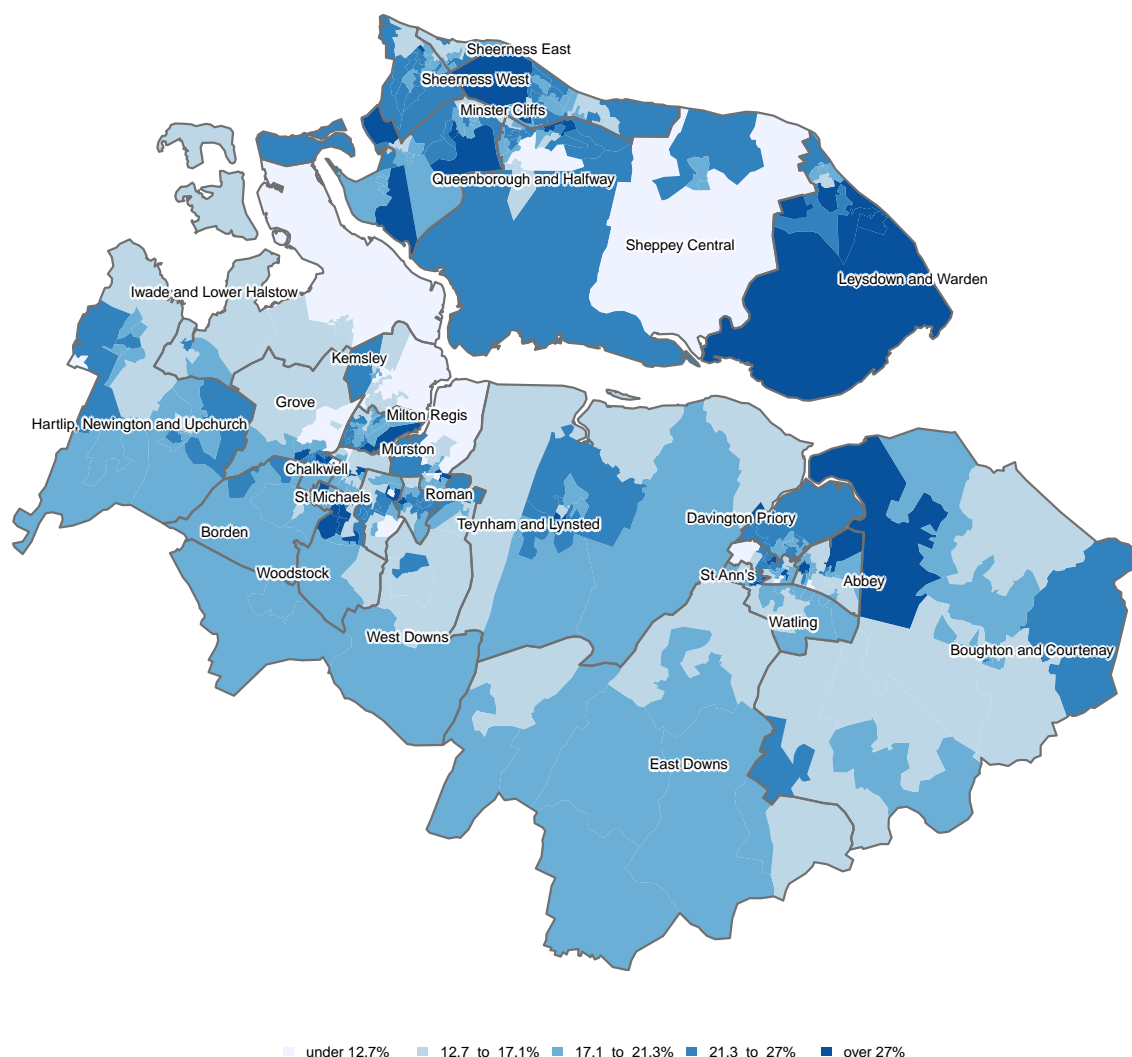 Sheerness East
Sheerness West
Minster Cliffs
Queenborough and Halfway
Sheppey Central
Leysdown and Warden
Iwade and Lower Halstow
Kemsley
Grove
Milton Regis
Hartlip, Newington and Upchurch
Murston
Chalkwell
St Michaels
Roman
Borden
Teynham and Lynsted
Davington Priory
Woodstock
St Ann's
Abbey
Watling
West Downs
Boughton and Courtenay
East Downs
under 12.7% 12.7 to 17.1% 17.1 to 21.3% 21.3 to 27% over 27%